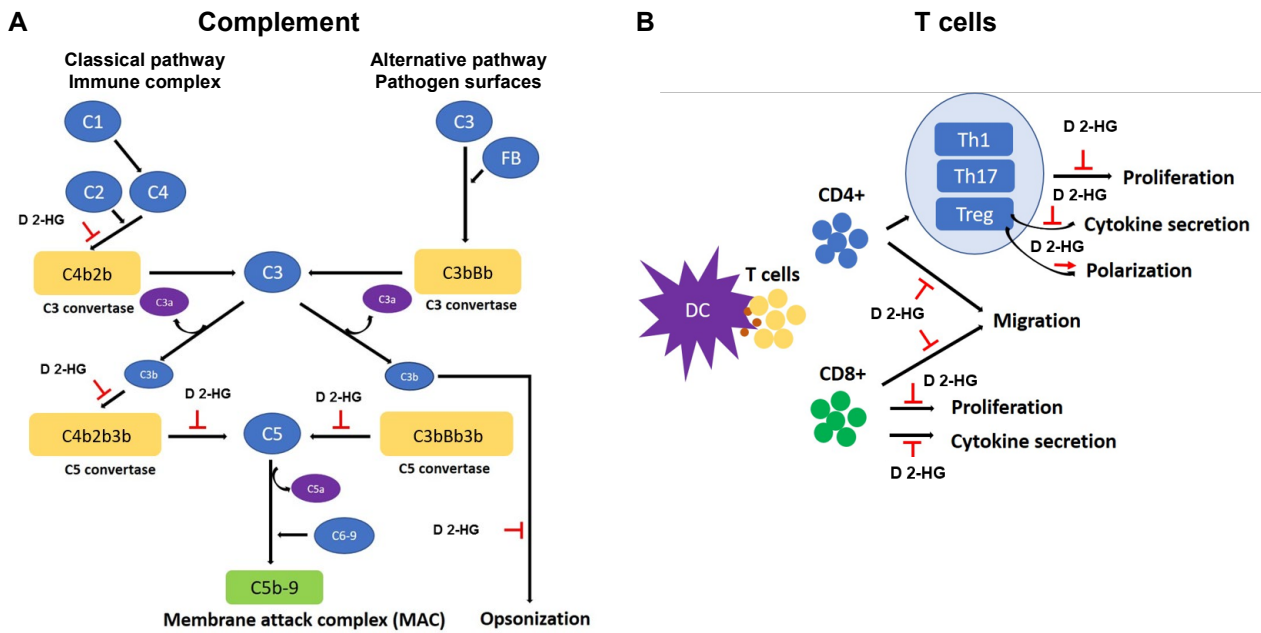 A
Complement
Classical pathway
Immune complex
Alternative pathway
Pathogen surfaces
C1
C3
FB
C2
C4
D 2-HG
C4b2b
C3 convertase
C3
C3bBb
C3 convertase
C3a
C3a
D 2-HG
C3b
C3b
D 2-HG
D 2-HG
C4b2b3b
C5 convertase
C5
C3bBb3b
C5 convertase
C5a
D 2-HG
C6-9
C5b-9
Membrane attack complex (MAC)
Opsonization
B
T cells
Th1
Th17
Treg
D 2-HG
Proliferation
D 2-HG
Cytokine secretion
D 2-HG
Polarization
CD4+
T cells
DC
D 2-HG
Migration
CD8+
D 2-HG
Proliferation
Cytokine secretion
D 2-HG